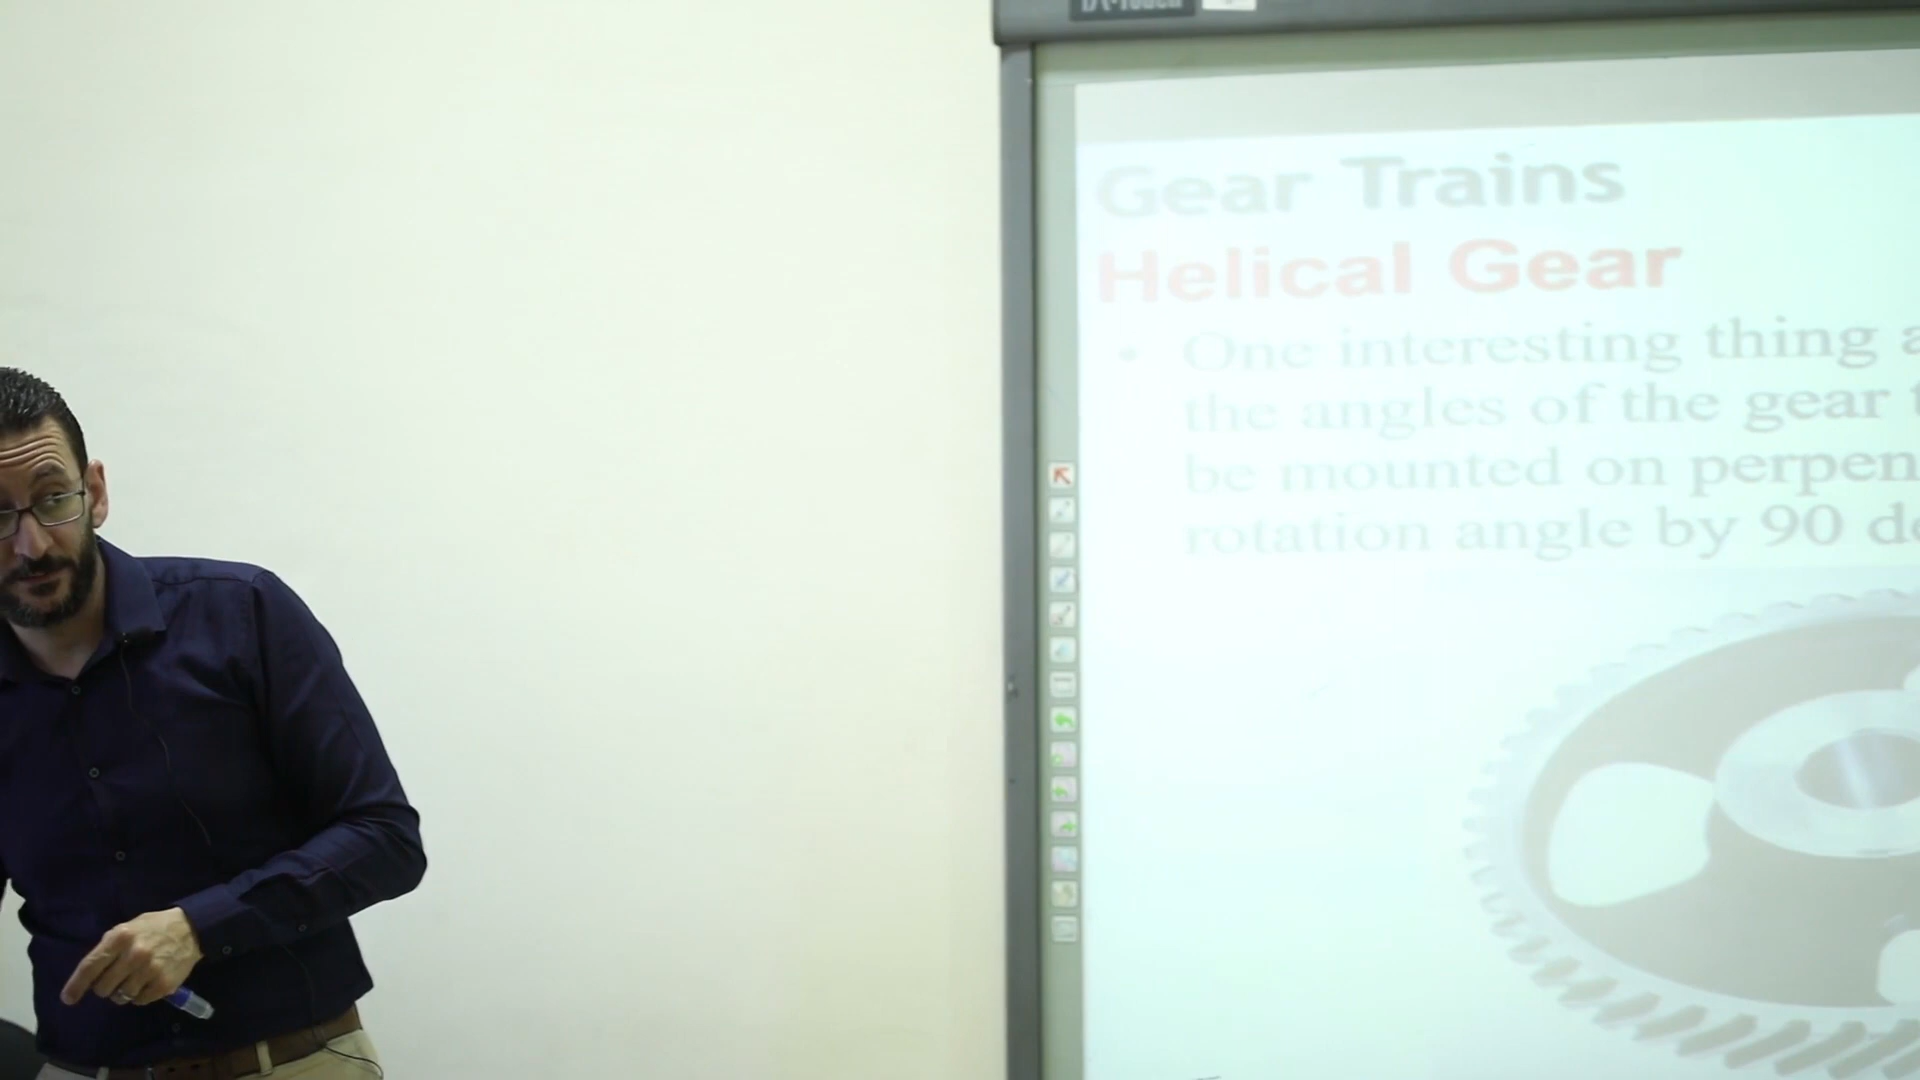 Gear Trains
Helical Gear
• One interesting thing a
the angles of the gear t
be mounted on perpen
rotation angle by 90 de